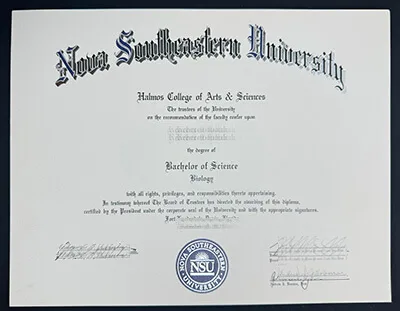 Nova Southeastern University
Halmos College of Arts & Sciences
The trustees of the University
on the recommendation of the faculty confer upon
the degree of
Bachelor of Science
Biology
with all rights, privileges, and responsibilities thereto appertaining.
In testimony whereof The Board of Trustees has directed the awarding of this diploma,
certified by the President under the corporate seal of the University and with the appropriate signatures.
NOVA SOUTHEASTERN
NSU
UNIVERSITY